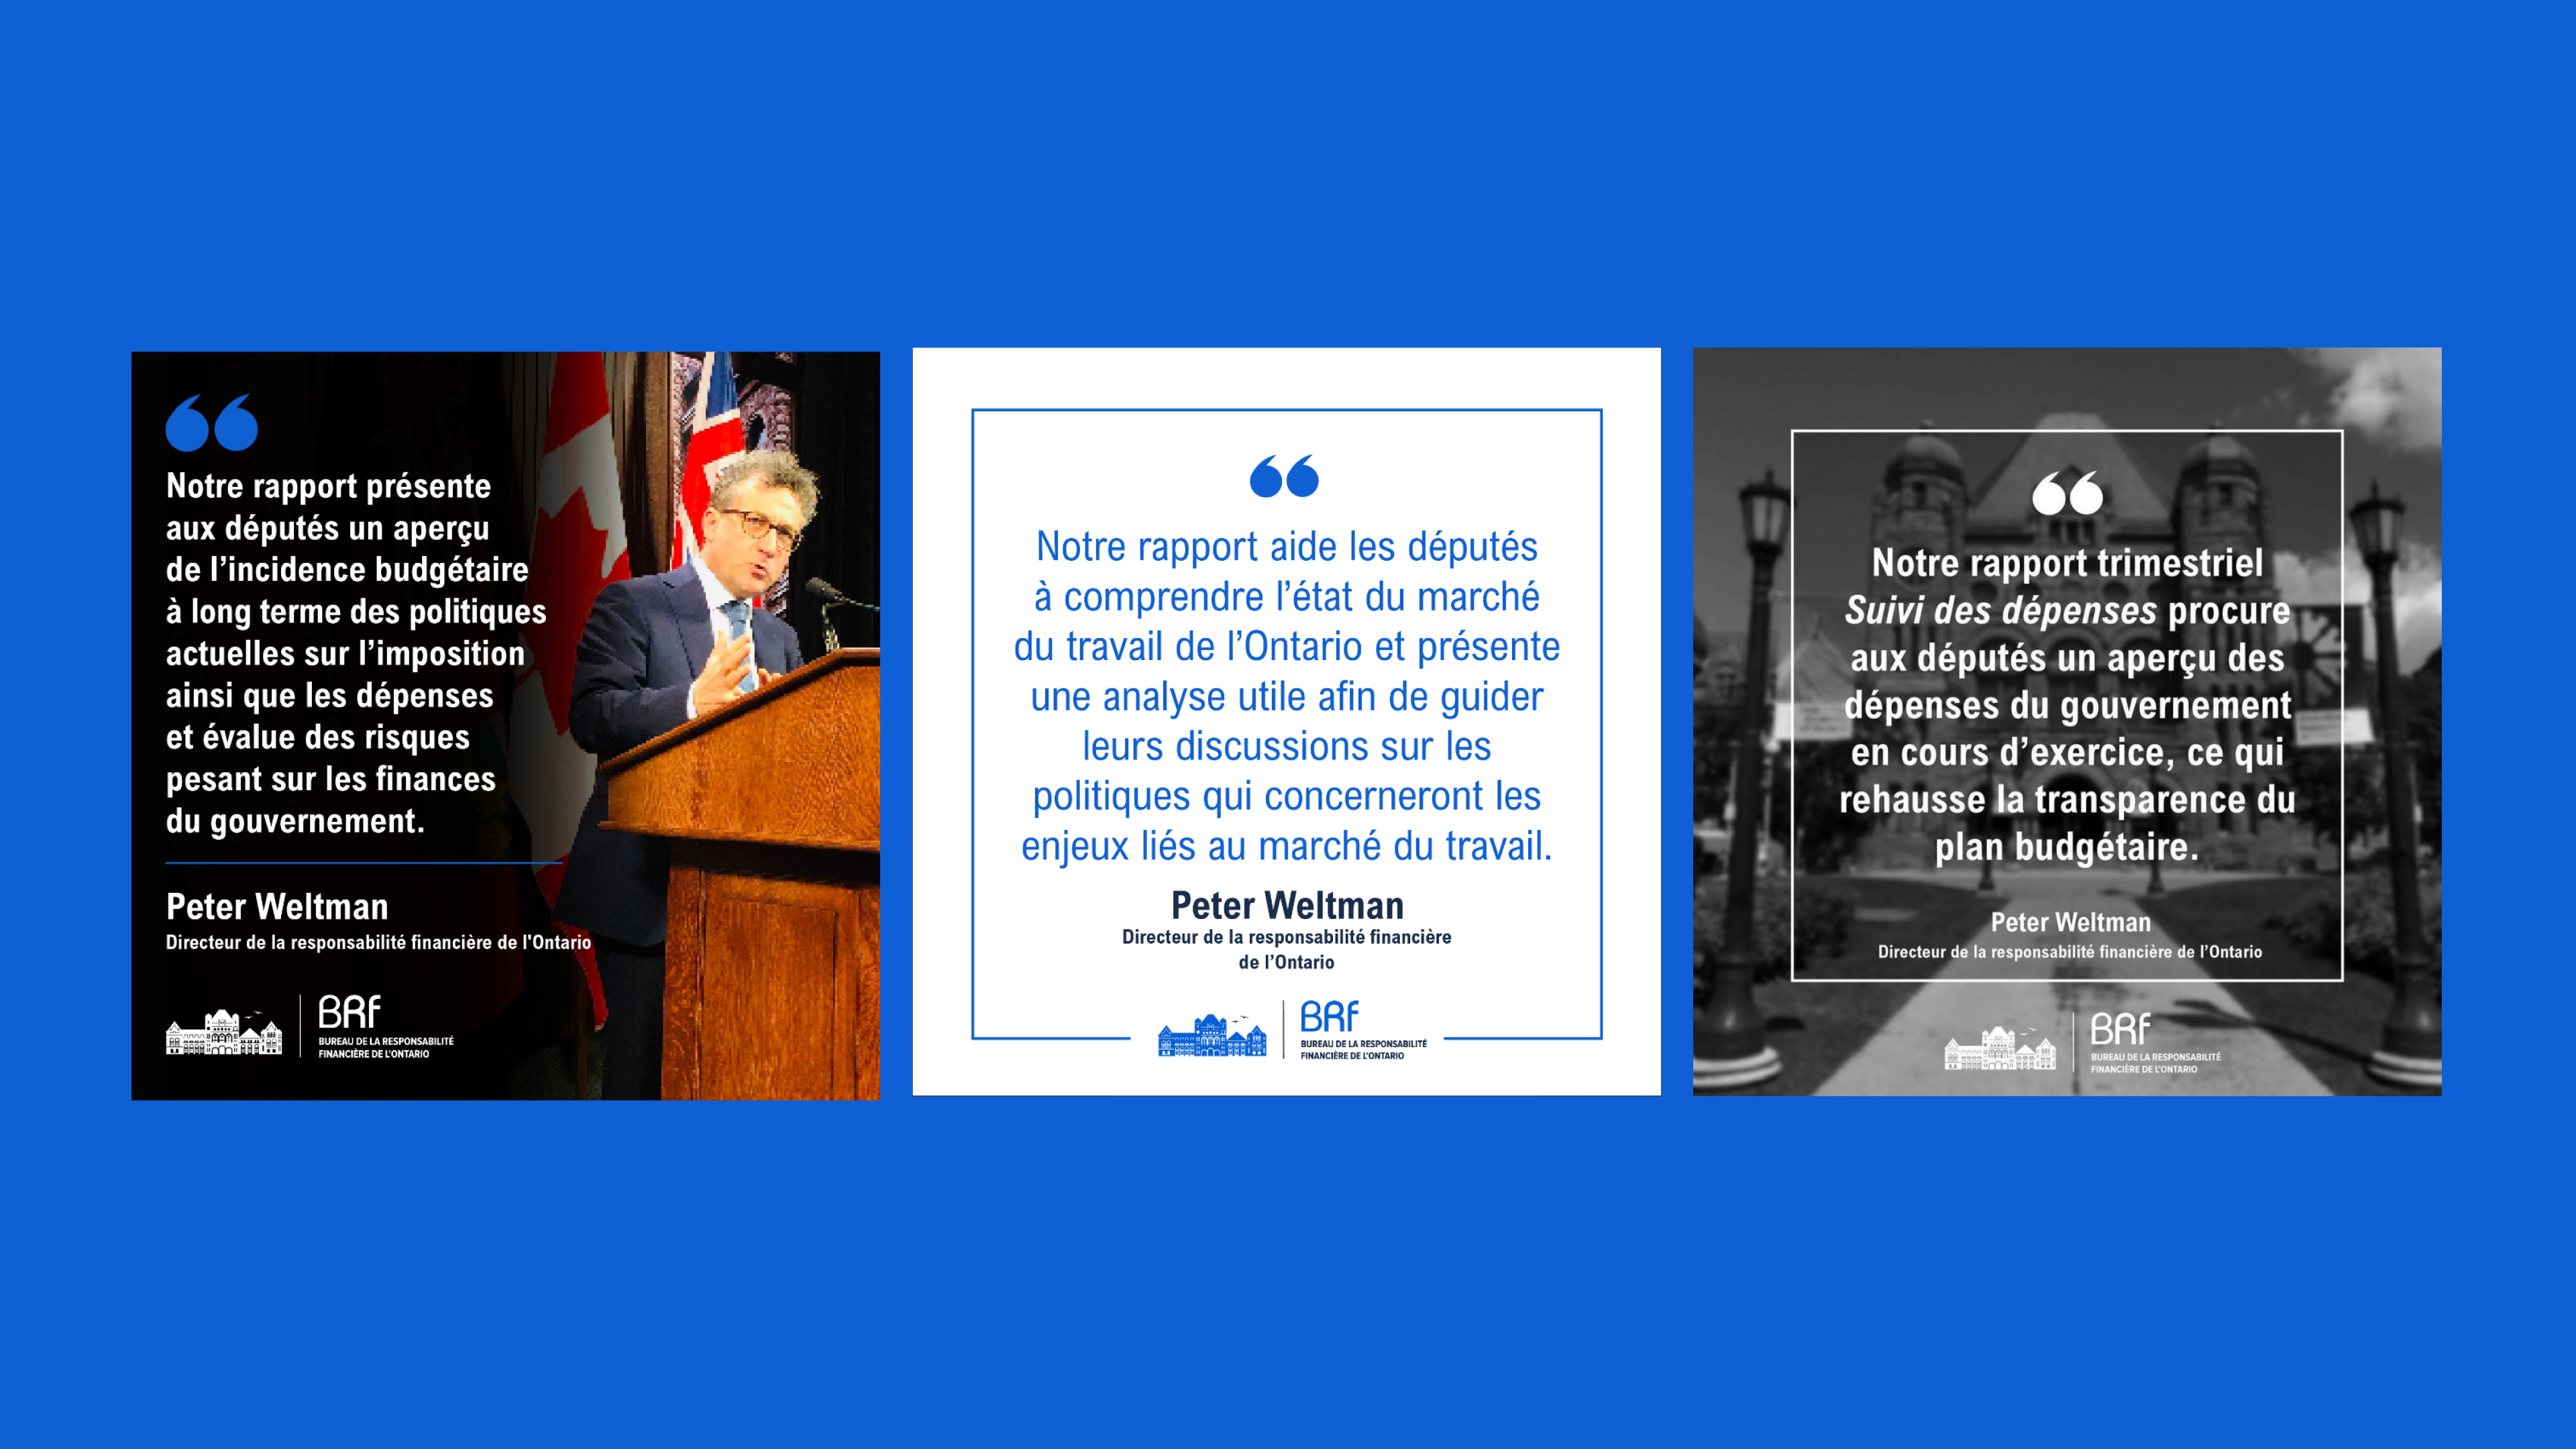 Notre rapport présente
aux députés un aperçu
de l’incidence budgétaire
à long terme des politiques
actuelles sur l’imposition
ainsi que les dépenses
et évalue des risques
pesant sur les finances
du gouvernement.
Peter Weltman
Directeur de la responsabilité financière de l'Ontario
BRF
BUREAU DE LA RESPONSABILITÉ
FINANCIÈRE DE L'ONTARIO
Notre rapport aide les députés
à comprendre l’état du marché
du travail de l’Ontario et présente
une analyse utile afin de guider
leurs discussions sur les
politiques qui concerneront les
enjeux liés au marché du travail.
Peter Weltman
Directeur de la responsabilité financière
de l’Ontario
BRF
BUREAU DE LA RESPONSABILITÉ
FINANCIÈRE DE L'ONTARIO
Notre rapport trimestriel
Suivi des dépenses procure
aux députés un aperçu des
dépenses du gouvernement
en cours d’exercice, ce qui
rehausse la transparence du
plan budgétaire.
Peter Weltman
Directeur de la responsabilité financière de l’Ontario
BRF
BUREAU DE LA RESPONSABILITÉ
FINANCIÈRE DE L'ONTARIO